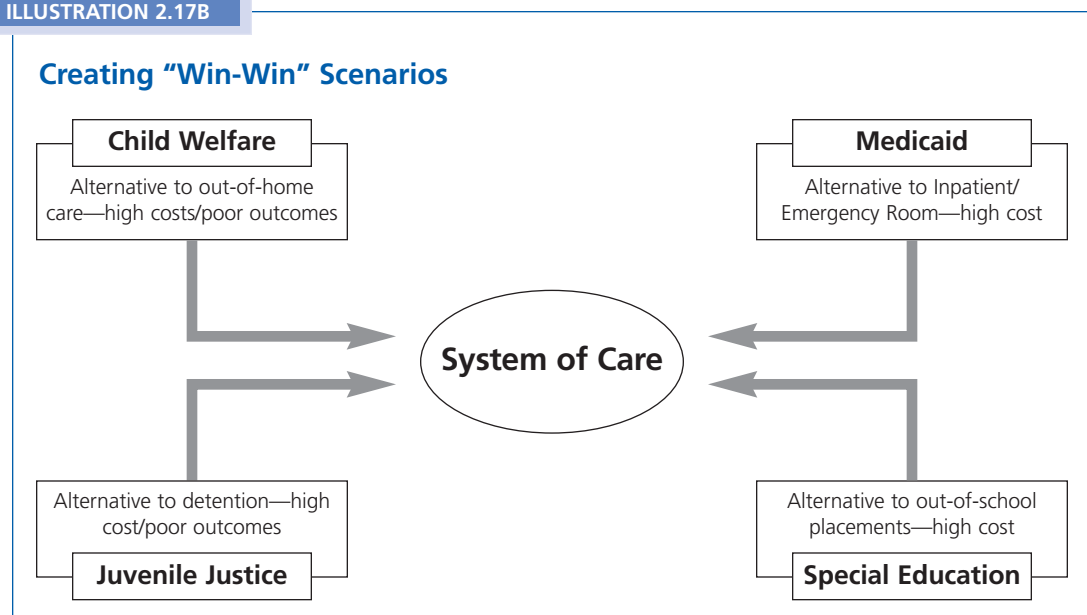 ILLUSTRATION 2.17B
Creating “Win-Win” Scenarios
Child Welfare
Alternative to out-of-home
care—high costs/poor outcomes
Medicaid
Alternative to Inpatient/
Emergency Room—high cost
System of Care
Alternative to detention—high
cost/poor outcomes
Juvenile Justice
Alternative to out-of-school
placements—high cost
Special Education